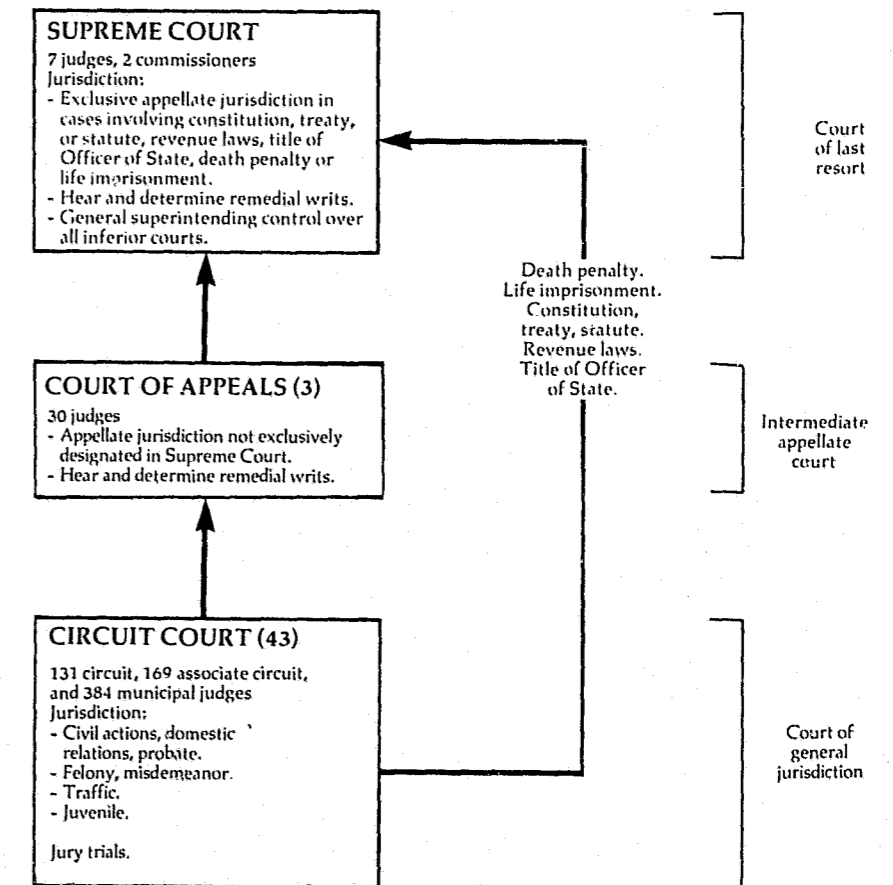 SUPREME COURT
7 judges, 2 commissioners
Jurisdiction:
- Exclusive appellate jurisdiction in
cases involving constitution, treaty,
or statute, revenue laws, title of
Officer of State, death penalty or
life imprisonment.
- Hear and determine remedial writs.
- General superintending control over
all inferior courts.
Court
of last
resort
Death penalty.
Life imprisonment.
Constitution,
treaty, statute.
Revenue laws.
Title of Officer
of State.
COURT OF APPEALS (3)
30 judges
- Appellate jurisdiction not exclusively
designated in Supreme Court.
- Hear and determine remedial writs.
Intermediate
appellate
court
CIRCUIT COURT (43)
131 circuit, 169 associate circuit,
and 384 municipal judges
Jurisdiction:
- Civil actions, domestic
relations, probate.
- Felony, misdemeanor.
- Traffic.
- Juvenile.
Jury trials.
Court of
general
jurisdiction